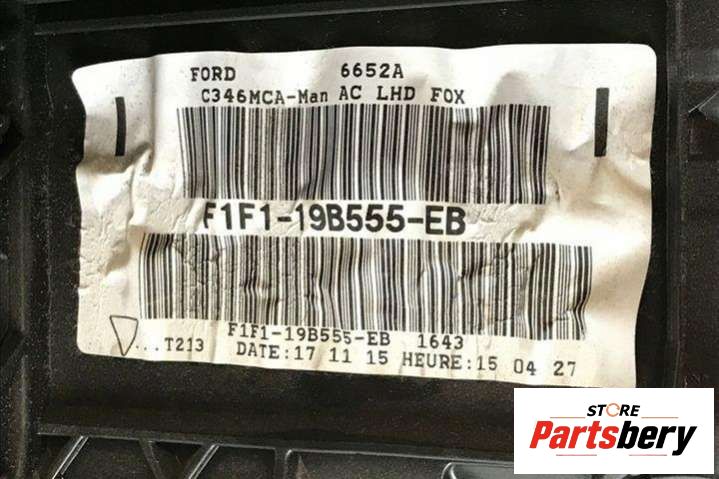 FORD 6652A
C346MCA-Man AC LHD FOX
F1F1-19B555-EB
F1F1-19B555-EB 1643
...T213 DATE:17 11 15 HEURE:15 04 27
STORE
Partsbery